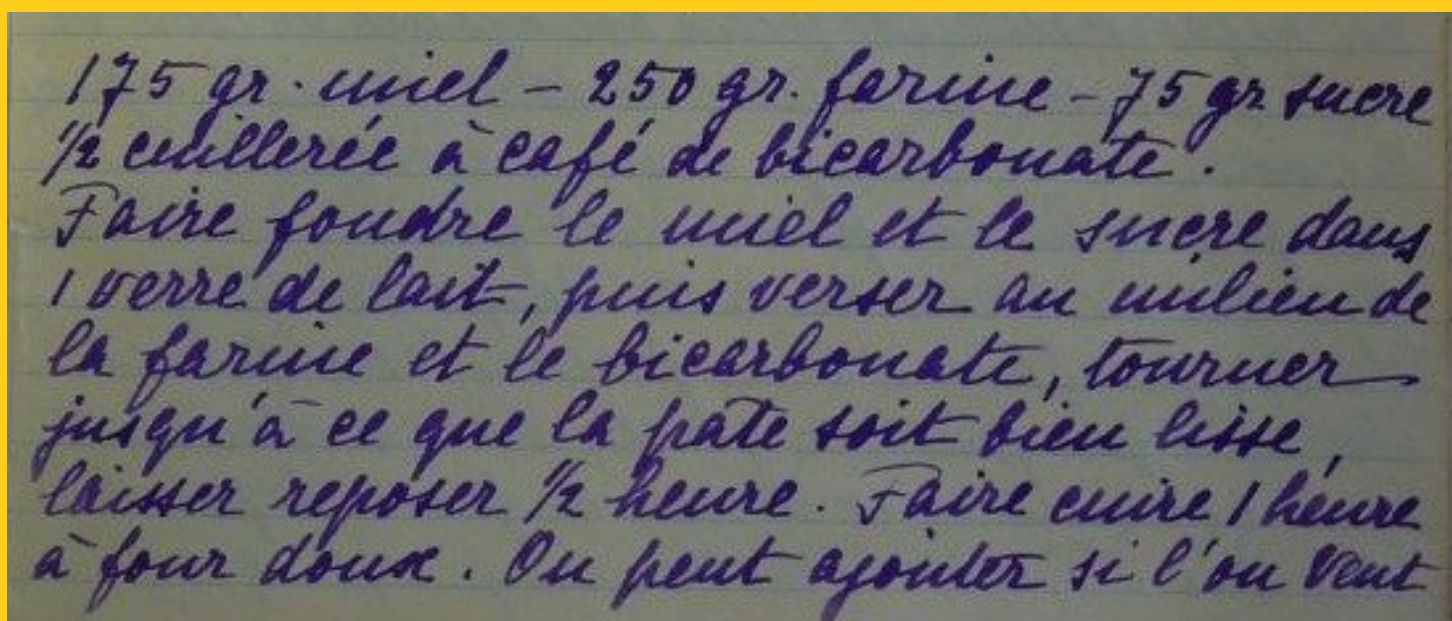 175 gr. miel - 250 gr. farine - 75 gr sucre
1/2 cuillerée à café de bicarbonate.
Faire fondre le miel et le sucre dans
1 verre de lait, puis verser au milieu de
la farine et le bicarbonate, tourner
jusqu'à ce que la pâte soit bien lisse,
laisser reposer 1/2 heure. Faire cuire 1 heure
à four doux. On peut ajouter si l'on veut